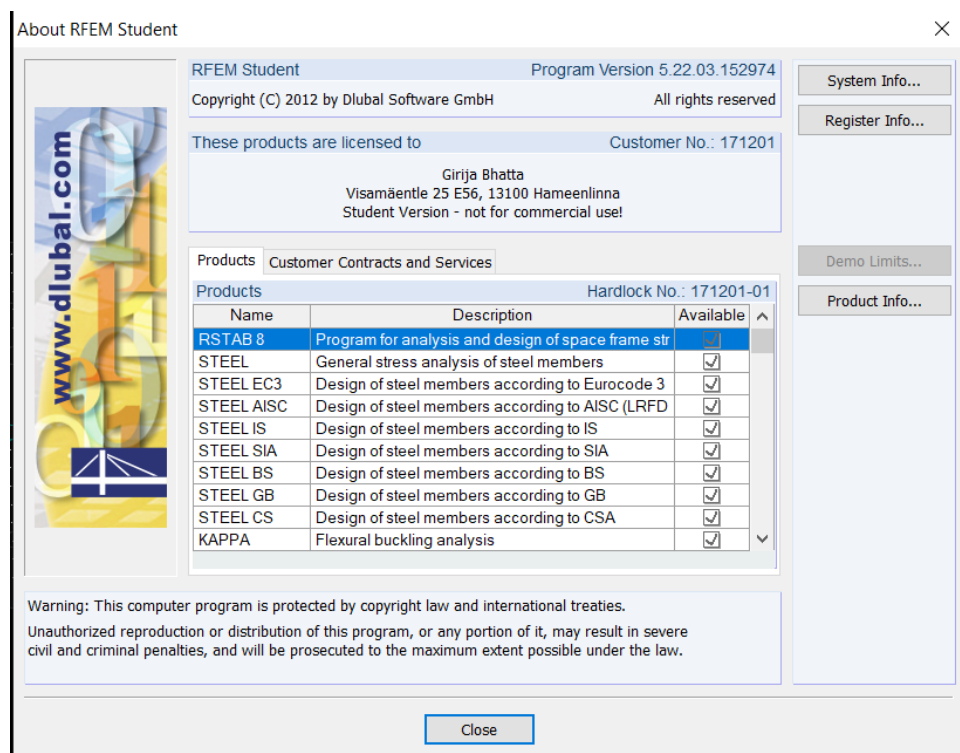 About RFEM Student
www.dlubal.com
RFEM Student Program Version 5.22.03.152974
Copyright (C) 2012 by Dlubal Software GmbH All rights reserved
These products are licensed to Customer No.: 171201
Girija Bhatta
Visamäentle 25 E56, 13100 Hameenlinna
Student Version - not for commercial use!
Products Customer Contracts and Services
Products Hardlock No.: 171201-01
Name Description Available
RSTAB 8 Program for analysis and design of space frame str
STEEL General stress analysis of steel members
STEEL EC3 Design of steel members according to Eurocode 3
STEEL AISC Design of steel members according to AISC (LRFD
STEEL IS Design of steel members according to IS
STEEL SIA Design of steel members according to SIA
STEEL BS Design of steel members according to BS
STEEL GB Design of steel members according to GB
STEEL CS Design of steel members according to CSA
KAPPA Flexural buckling analysis
System Info...
Register Info...
Demo Limits...
Product Info...
Warning: This computer program is protected by copyright law and international treaties.
Unauthorized reproduction or distribution of this program, or any portion of it, may result in severe
civil and criminal penalties, and will be prosecuted to the maximum extent possible under the law.
Close